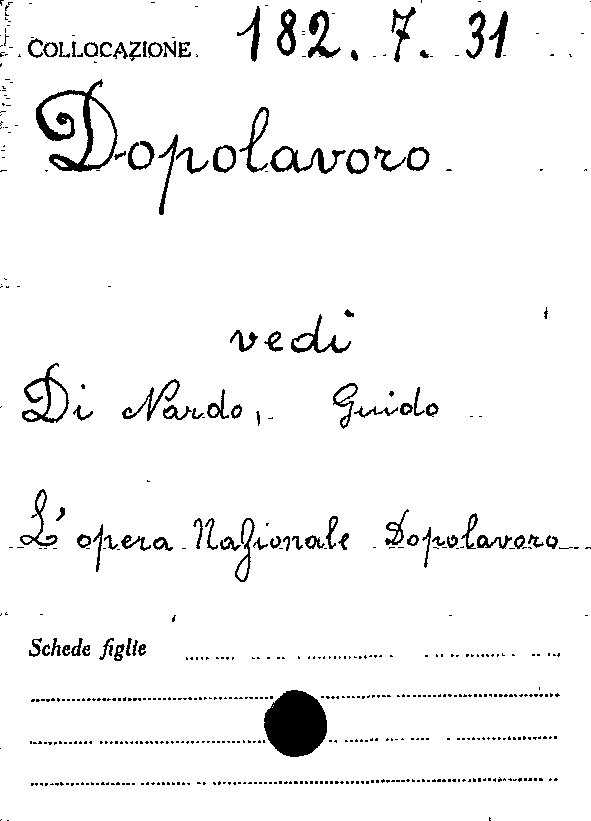 COLLOCAZIONE 182. 7. 31
Dopolavoro
vedi
Di Nardo, Guido
L'opera Nazionale Dopolavoro
Schede figlie